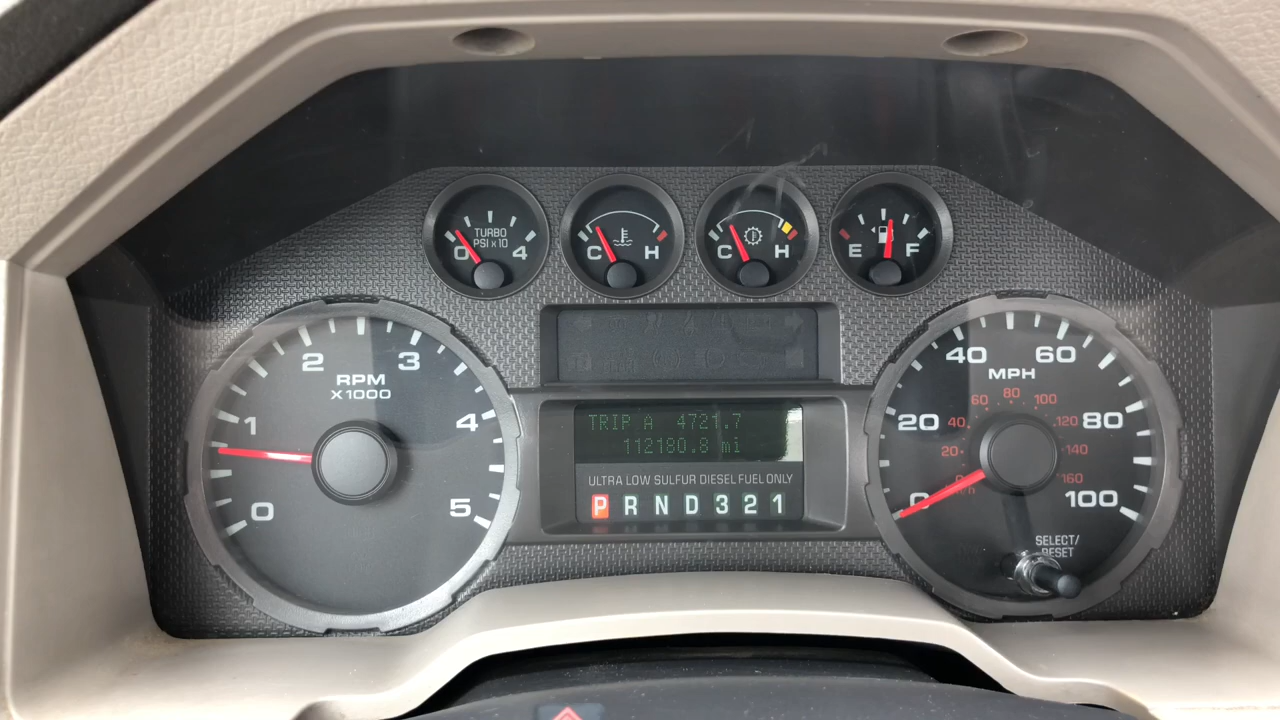 TURBO
PSI x 10
0 4
C H
C H
E F
0 1 2 3 4 5
RPM
X1000
TRIP A 4721.7
112180.8 mi
ULTRA LOW SULFUR DIESEL FUEL ONLY
P R N D 3 2 1
0 20 40 60 80 100
MPH
20 40 60 80 100 120 140 160
km/h
SELECT/
RESET